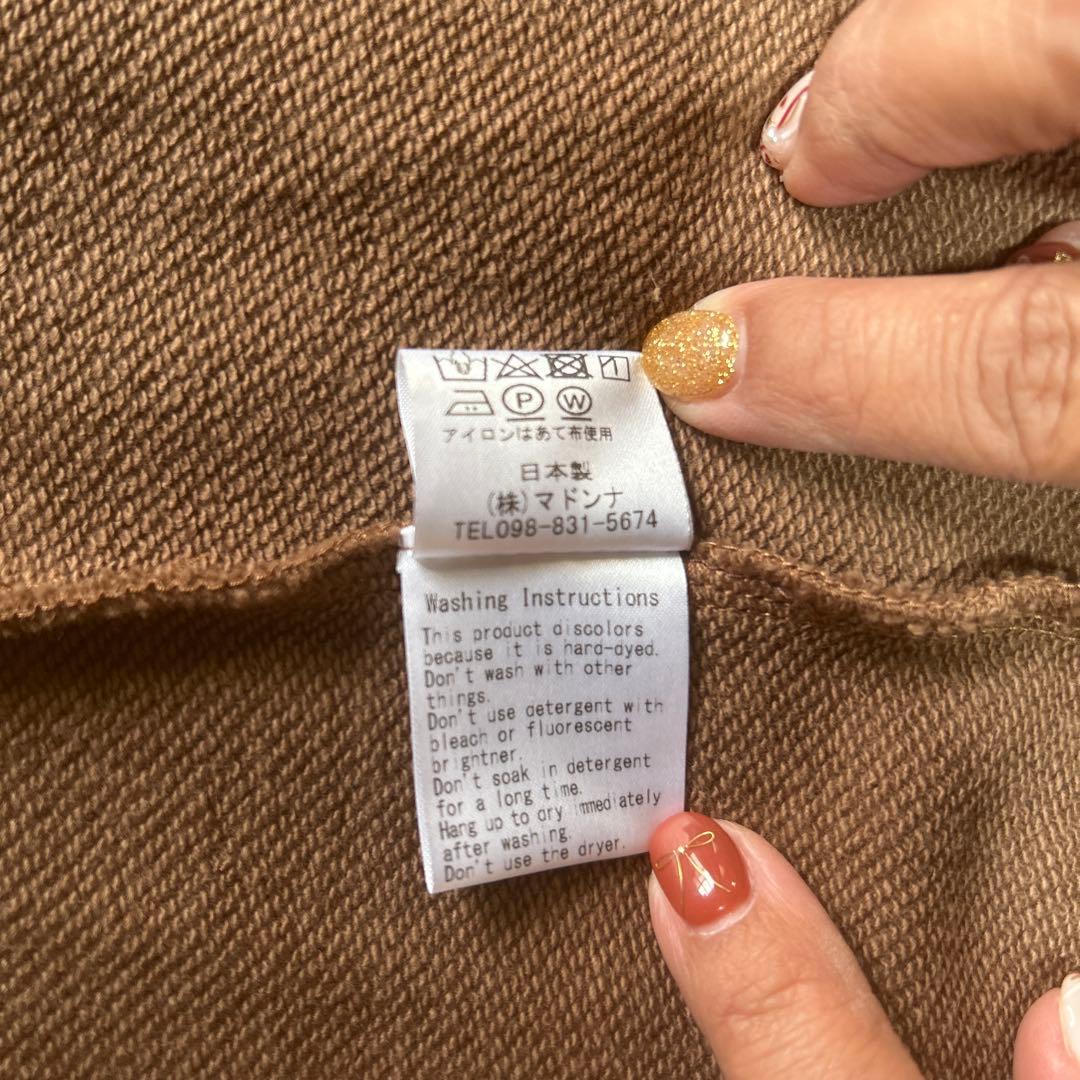 P W
アイロンはあて布使用
日本製
(株)マドンナ
TEL098-831-5674
Washing Instructions
This product discolors
because it is hard-dyed.
Don't wash with other
things.
Don't use detergent with
bleach or fluorescent
brightner.
Don't soak in detergent
for a long time.
Hang up to dry immediately
after washing.
Don't use the dryer.